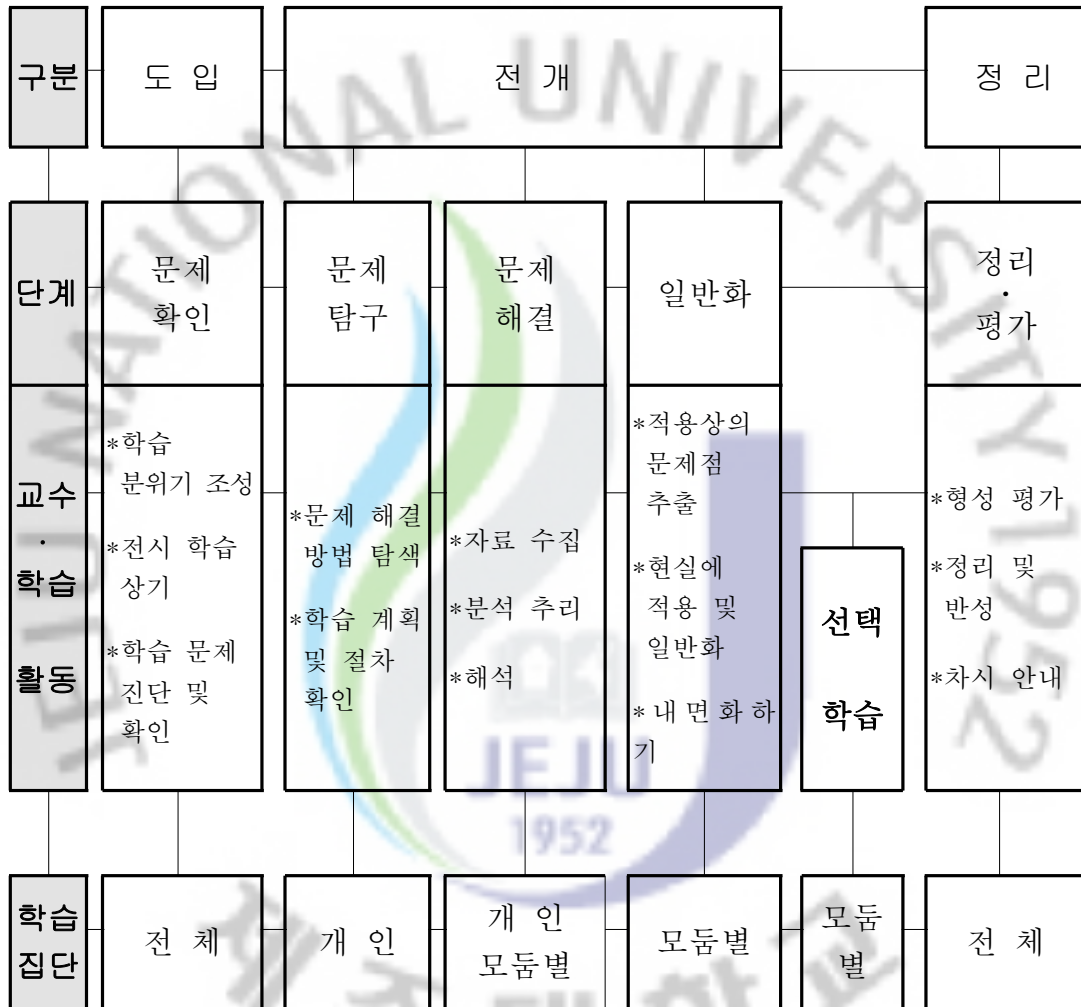 구분
도 입
전 개
정 리
단계
문제
확인
문제
탐구
문제
해결
일반화
정리
·
평가
교수
·
학습
활동
*학습
분위기 조성
*전시 학습
상기
*학습 문제
진단 및
확인
*문제 해결
방법 탐색
*학습 계획
및 절차
확인
*자료 수집
*분석 추리
*해석
*적용상의
문제점
추출
*현실에
적용 및
일반화
*내면화하
기
선택
학습
*형성 평가
*정리 및
반성
*차시 안내
학습
집단
전 체
개 인
개 인
모둠별
모둠별
모둠
별
전 체
JEJU NATIONAL UNIVERSITY 1952
JEJU
1952